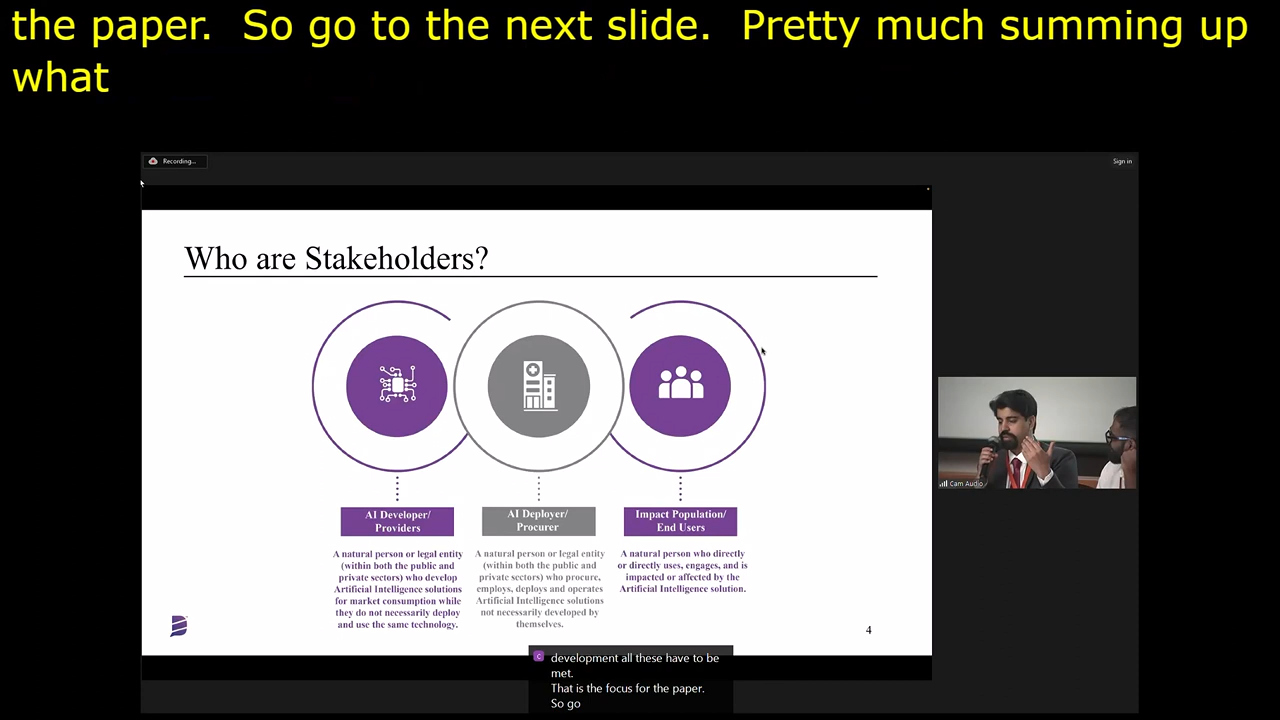 the paper.  So go to the next slide.  Pretty much summing up
what
Recording...
Sign in
Who are Stakeholders?
AI Developer/
Providers
A natural person or legal entity
(within both the public and
private sectors) who develop
Artificial Intelligence solutions
for market consumption while
they do not necessarily deploy
and use the same technology.
AI Deployer/
Procurer
A natural person or legal entity
(within both the public and
private sectors) who procure,
employs, deploys and operates
Artificial Intelligence solutions
not necessarily developed by
themselves.
Impact Population/
End Users
A natural person who directly
or directly uses, engages, and is
impacted or affected by the
Artificial Intelligence solution.
4
Cam Audio
C
development all these have to be
met.
That is the focus for the paper.
So go